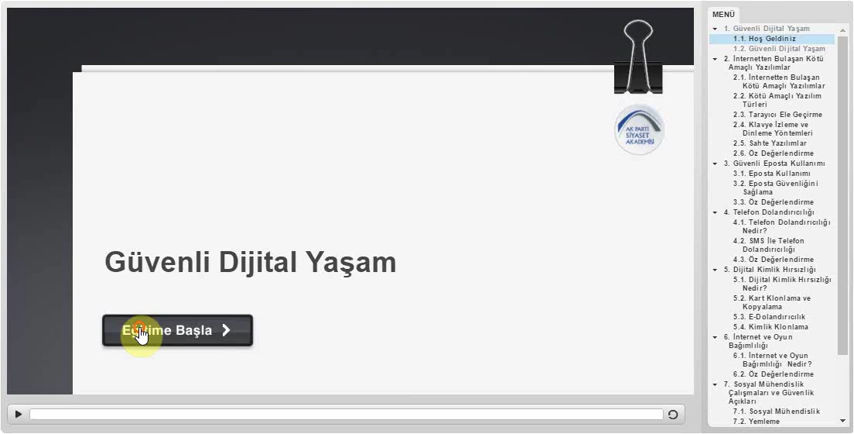 AK PARTİ
SİYASET
AKADEMİSİ
Güvenli Dijital Yaşam
Eğitime Başla
MENÜ
1. Güvenli Dijital Yaşam
1.1. Hoş Geldiniz
1.2. Güvenli Dijital Yaşam
2. İnternetten Bulaşan Kötü
Amaçlı Yazılımlar
2.1. İnternetten Bulaşan
Kötü Amaçlı Yazılımlar
2.2. Kötü Amaçlı Yazılım
Türleri
2.3. Tarayıcı Ele Geçirme
2.4. Klavye İzleme ve
Dinleme Yöntemleri
2.5. Sahte Yazılımlar
2.6. Öz Değerlendirme
3. Güvenli Eposta Kullanımı
3.1. Eposta Kullanımı
3.2. Eposta Güvenliğini
Sağlama
3.3. Öz Değerlendirme
4. Telefon Dolandırıcılığı
4.1. Telefon Dolandırıcılığı
Nedir?
4.2. SMS İle Telefon
Dolandırıcılığı
4.3. Öz Değerlendirme
5. Dijital Kimlik Hırsızlığı
5.1. Dijital Kimlik Hırsızlığı
Nedir?
5.2. Kart Klonlama ve
Kopyalama
5.3. E-Dolandırıcılık
5.4. Kimlik Klonlama
6. İnternet ve Oyun
Bağımlılığı
6.1. İnternet ve Oyun
Bağımlılığı Nedir?
6.2. Öz Değerlendirme
7. Sosyal Mühendislik
Çalışmaları ve Güvenlik
Açıkları
7.1. Sosyal Mühendislik
7.2. Yemleme